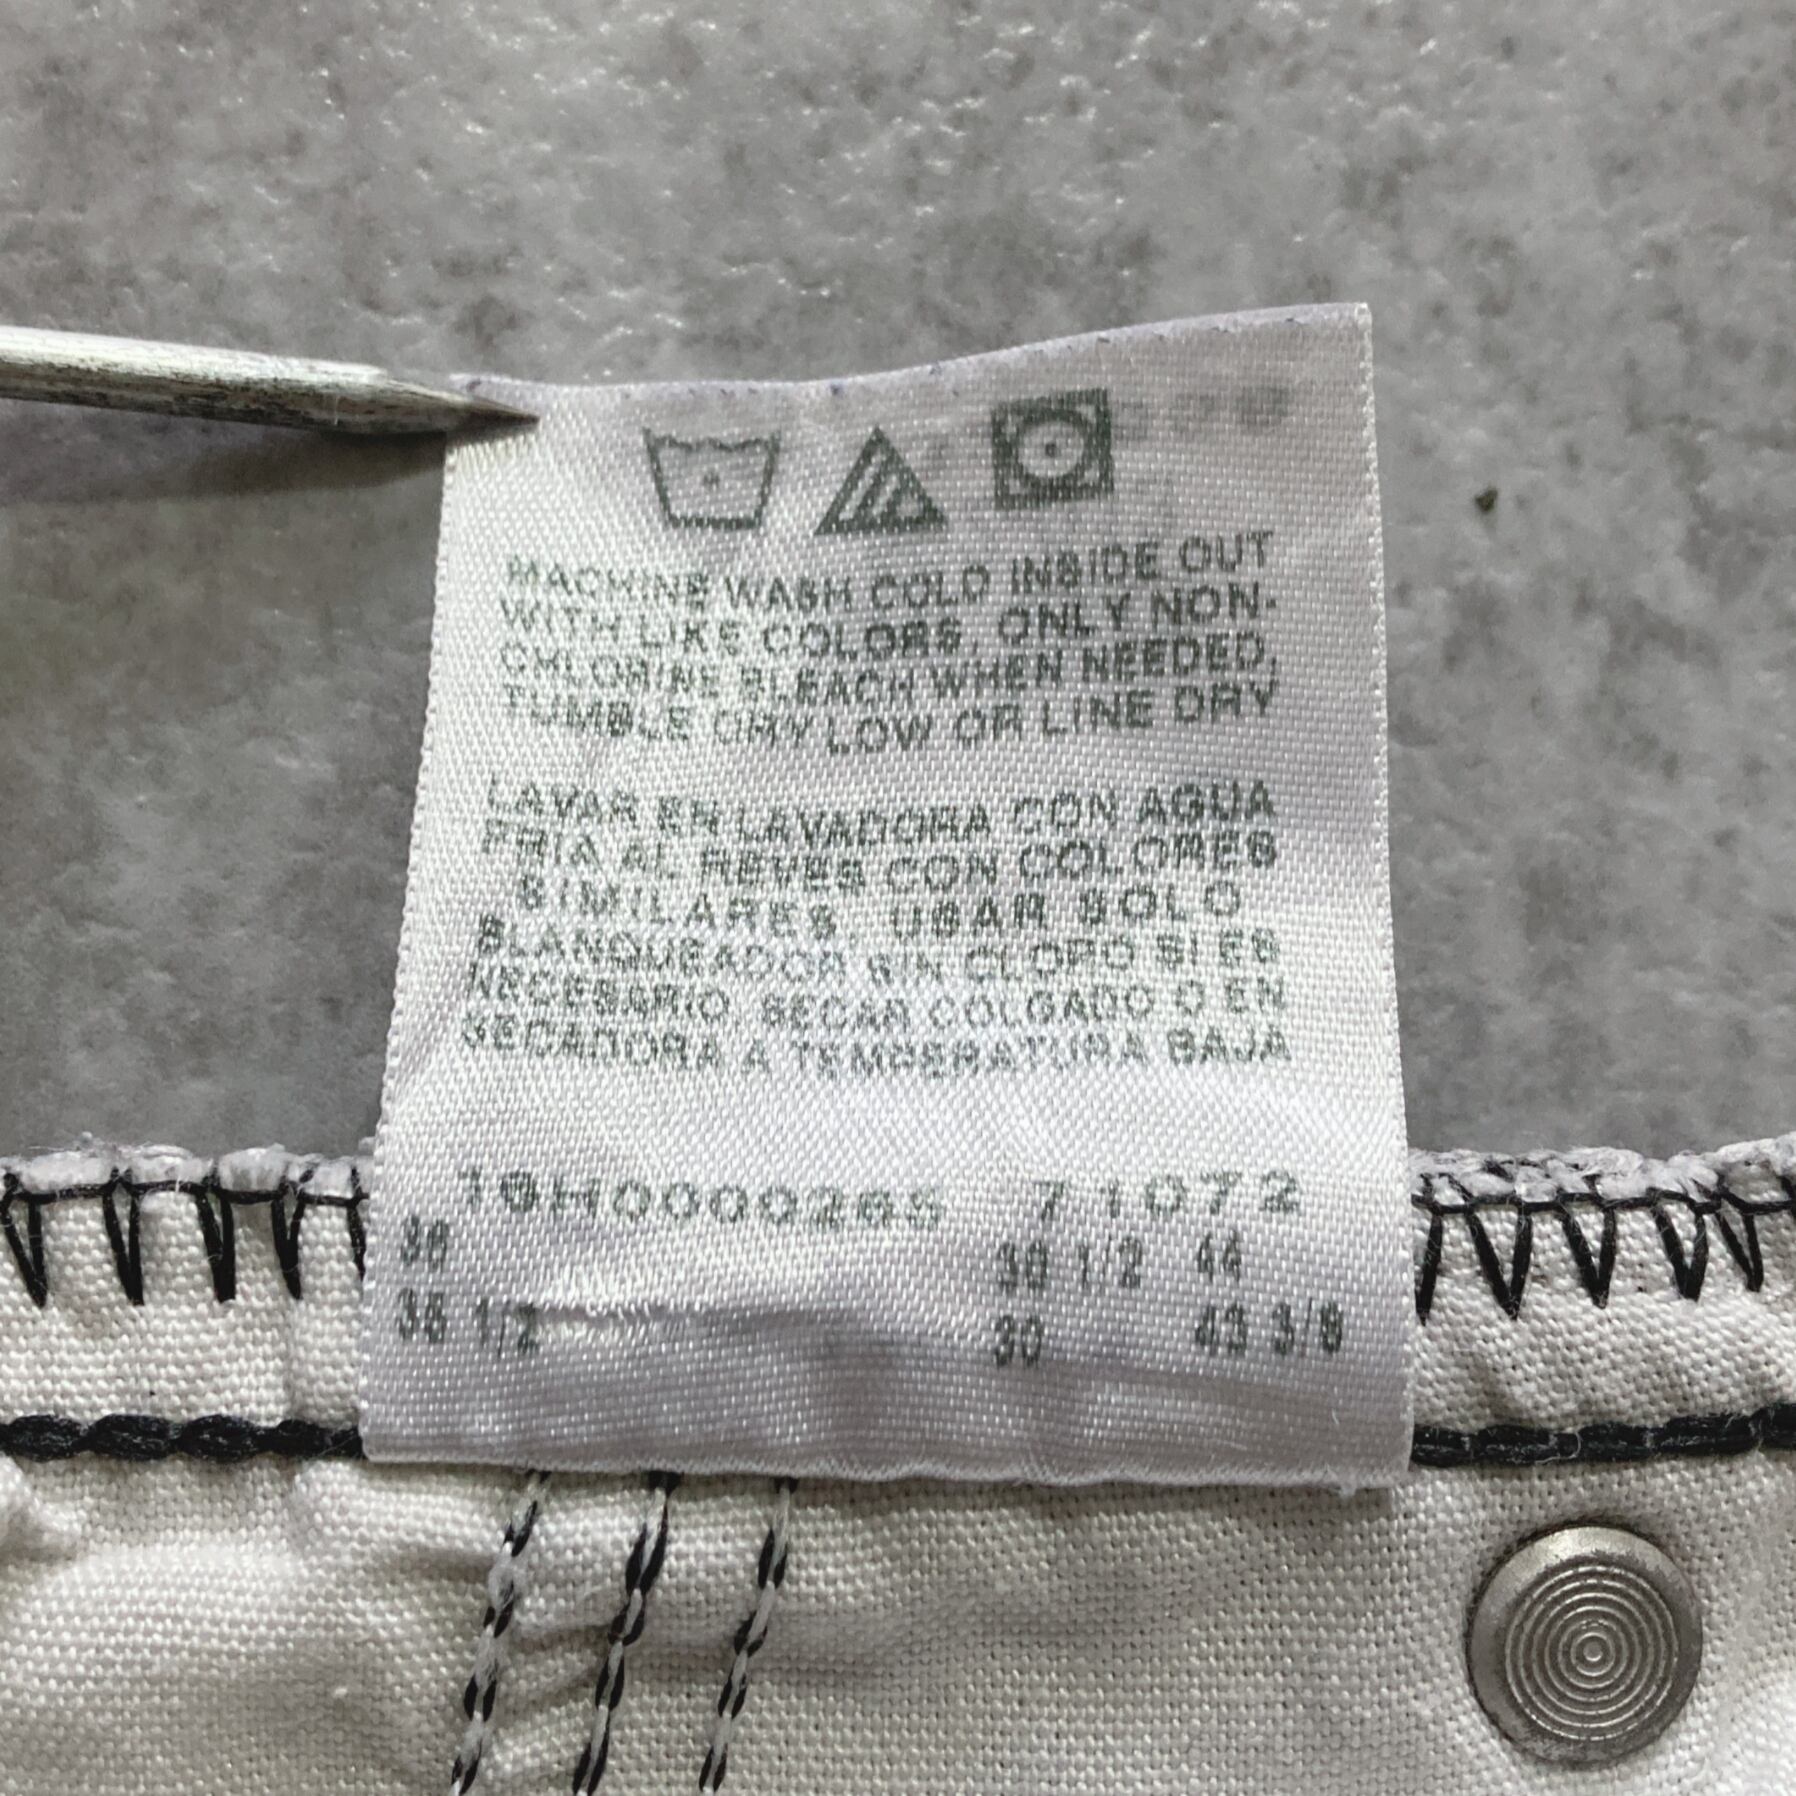 MACHINE WASH COLD INSIDE OUT
WITH LIKE COLORS, ONLY NON-
CHLORINE BLEACH WHEN NEEDED,
TUMBLE DRY LOW OR LINE DRY
LAVAR EN LAVADORA CON AGUA
FRIA AL REVES CON COLORES
SIMILARES. USAR SOLO
BLANQUEADOR SIN CLORO SI ES
NECESARIO. SECAR COLGADO O EN
SECADORA A TEMPERATURA BAJA
71072
1/2 44
1/2 30 43 3/8